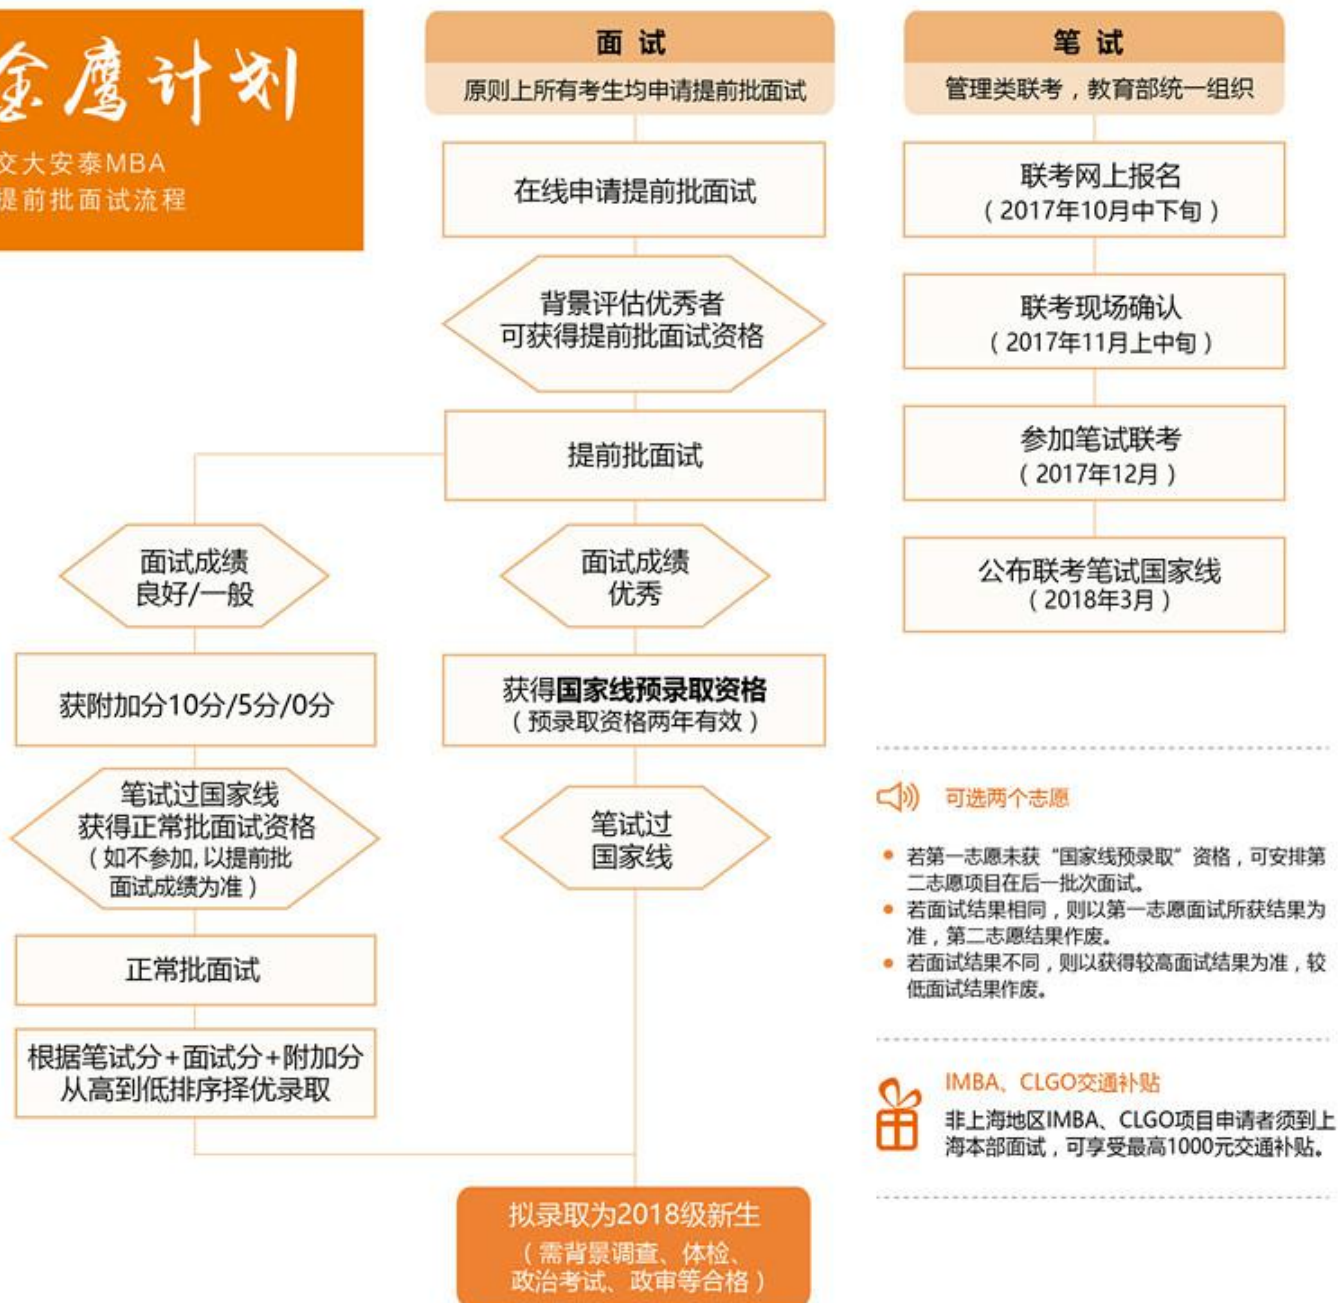 金鹰计划
交大安泰MBA
提前批面试流程
面 试
原则上所有考生均申请提前批面试
在线申请提前批面试
背景评估优秀者
可获得提前批面试资格
提前批面试
面试成绩
良好/一般
获附加分10分/5分/0分
笔试过国家线
获得正常批面试资格
（如不参加, 以提前批
面试成绩为准）
正常批面试
根据笔试分+面试分+附加分
从高到低排序择优录取
面试成绩
优秀
获得国家线预录取资格
（预录取资格两年有效）
笔试过
国家线
拟录取为2018级新生
（需背景调查、体检、
政治考试、政审等合格）
笔 试
管理类联考，教育部统一组织
联考网上报名
（2017年10月中下旬）
联考现场确认
（2017年11月上中旬）
参加笔试联考
（2017年12月）
公布联考笔试国家线
（2018年3月）
可选两个志愿
• 若第一志愿未获“国家线预录取”资格，可安排第
二志愿项目在后一批次面试。
• 若面试结果相同，则以第一志愿面试所获结果为
准，第二志愿结果作废。
• 若面试结果不同，则以获得较高面试结果为准，较
低面试结果作废。
IMBA、CLGO交通补贴
非上海地区IMBA、CLGO项目申请者须到上
海本部面试，可享受最高1000元交通补贴。